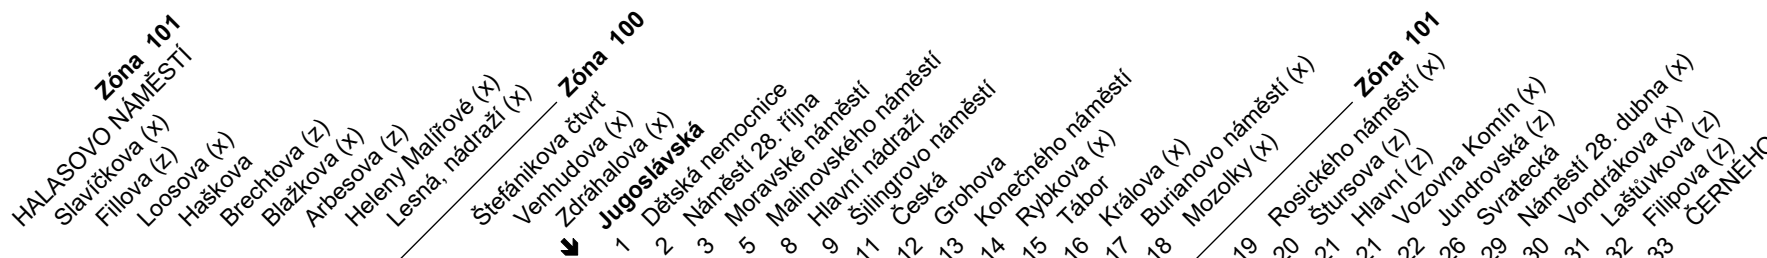 Zóna 101
HALASOVO NÁMĚSTÍ
Slavíčkova (x)
Fillova (z)
Loosova (x)
Haškova
Brechtova (z)
Blažkova (x)
Arbesova (z)
Heleny Malířové (x)
Lesná, nádraží (x)
Zóna 100
Štefánikova čtvrť
Venhudova (x)
Zdráhalova (x)
Jugoslávská
1 Dětská nemocnice
2 Náměstí 28. října
3 Moravské náměstí
5 Malinovského náměstí
8 Hlavní nádraží
9 Šilingrovo náměstí
11 Česká
12 Grohova
13 Konečného náměstí
14 Rybkova (x)
15 Tábor
16 Králova (x)
17 Burianovo náměstí (x)
18 Mozolky (x)
Zóna 101
19 Rosického náměstí (x)
20 Štursova (z)
21 Hlavní (z)
21 Vozovna Komín (x)
22 Jundrovská (z)
26 Svratecká
29 Náměstí 28. dubna (x)
30 Vondrákova (x)
31 Laštůvkova (z)
32 Filipova (z)
33 ČERNÉHO